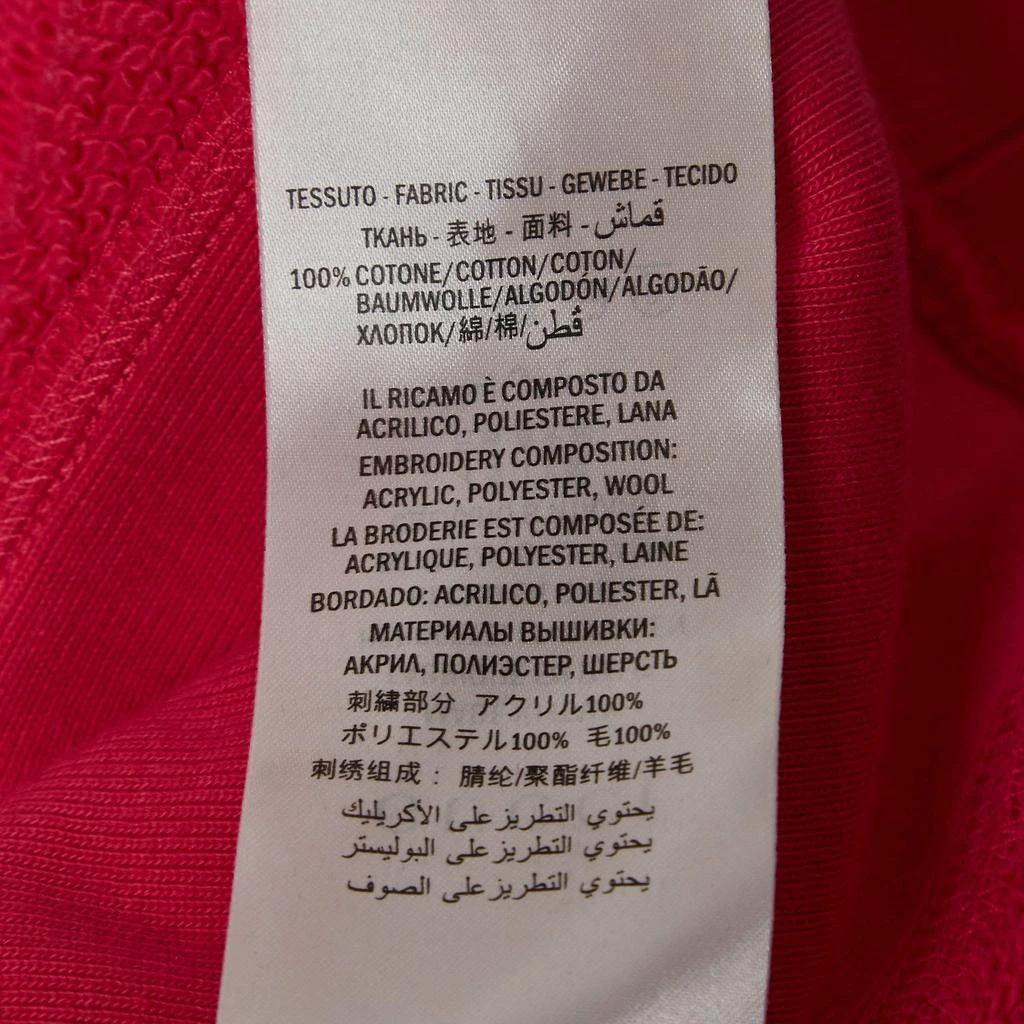 TESSUTO - FABRIC - TISSU - GEWEBE - TECIDO
ТКАНЬ - 表地 - 面料 - قماش
100% COTONE/COTTON/COTON/
BAUMWOLLE/ALGODÓN/ALGODÃO/
ХЛОПОК/綿/棉/قُطن
IL RICAMO È COMPOSTO DA
ACRILICO, POLIESTERE, LANA
EMBROIDERY COMPOSITION:
ACRYLIC, POLYESTER, WOOL
LA BRODERIE EST COMPOSÉE DE:
ACRYLIQUE, POLYESTER, LAINE
BORDADO: ACRILICO, POLIESTER, LÃ
МАТЕРИАЛЫ ВЫШИВКИ:
АКРИЛ, ПОЛИЭСТЕР, ШЕРСТЬ
刺繍部分 アクリル100%
ポリエステル100% 毛100%
刺绣组成：腈纶/聚酯纤维/羊毛
يحتوي التطريز على الأكريليك
يحتوي التطريز على البوليستر
يحتوي التطريز على الصوف